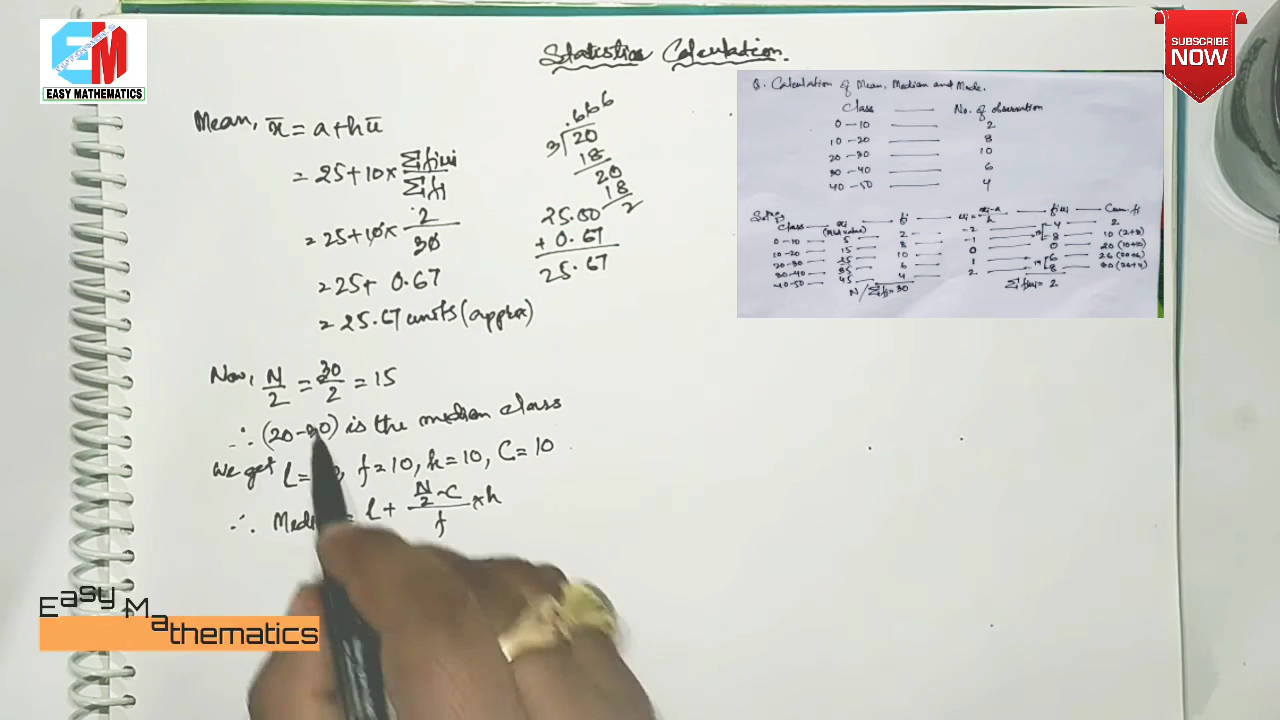 EM
EASY MATHEMATICS
SUBSCRIBE
NOW
Statistics Calculation.
Mean, x̅ = a + hu̅
= 25 + 10 × Σfiui / Σfi
= 25 + 10 × 2 / 30
= 25 + 0.67
= 25.67 units (approx)
.666
3 20
18
20
18
2
25.00
+ 0.67
25.67
Now, N/2 = 30/2 = 15
∴ (20-30) is the median class
We get l = , f = 10, h = 10, C = 10
∴ = l + (N/2 - C)/f × h
Q. Calculation of Mean, Median and Mode.
Class —— No. of observation
0-10 —— 2
10-20 —— 8
20-30 —— 10
30-40 —— 6
40-50 —— 4
Class —— xi (Mid value) —— fi —— ui = xi-a / h —— fiui —— Cum. fi
0-10 —— 5 —— 2 —— -2 —— -4 2
10-20 —— 15 —— 8 —— -1 —— -8 10 (2+8)
20-30 —— 25 —— 10 —— 0 —— 0 20 (10+10)
30-40 —— 35 —— 6 —— 1 —— 6 26 (20+6)
40-50 —— 45 —— 4 —— 2 —— 8 30 (26+4)
N/Σfi = 30 Σfiui = 2
Easy Mathematics